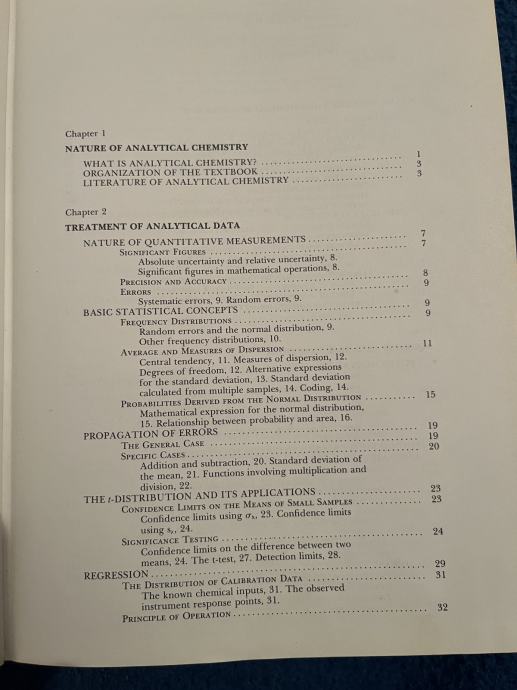 Chapter 1
NATURE OF ANALYTICAL CHEMISTRY
WHAT IS ANALYTICAL CHEMISTRY? ........ 1
ORGANIZATION OF THE TEXTBOOK ........ 3
LITERATURE OF ANALYTICAL CHEMISTRY ........ 3
Chapter 2
TREATMENT OF ANALYTICAL DATA
NATURE OF QUANTITATIVE MEASUREMENTS ........ 7
SIGNIFICANT FIGURES ........ 7
Absolute uncertainty and relative uncertainty, 8.
Significant figures in mathematical operations, 8.
PRECISION AND ACCURACY ........ 8
ERRORS ........ 9
Systematic errors, 9. Random errors, 9.
BASIC STATISTICAL CONCEPTS ........ 9
FREQUENCY DISTRIBUTIONS ........ 9
Random errors and the normal distribution, 9.
Other frequency distributions, 10.
AVERAGE AND MEASURES OF DISPERSION ........ 11
Central tendency, 11. Measures of dispersion, 12.
Degrees of freedom, 12. Alternative expressions
for the standard deviation, 13. Standard deviation
calculated from multiple samples, 14. Coding, 14.
PROBABILITIES DERIVED FROM THE NORMAL DISTRIBUTION ........ 15
Mathematical expression for the normal distribution,
15. Relationship between probability and area, 16.
PROPAGATION OF ERRORS ........ 19
THE GENERAL CASE ........ 19
SPECIFIC CASES ........ 20
Addition and subtraction, 20. Standard deviation of
the mean, 21. Functions involving multiplication and
division, 22.
THE t-DISTRIBUTION AND ITS APPLICATIONS ........ 23
CONFIDENCE LIMITS ON THE MEANS OF SMALL SAMPLES ........ 23
Confidence limits using σₓ, 23. Confidence limits
using sₓ, 24.
SIGNIFICANCE TESTING ........ 24
Confidence limits on the difference between two
means, 24. The t-test, 27. Detection limits, 28.
REGRESSION ........ 29
THE DISTRIBUTION OF CALIBRATION DATA ........ 31
The known chemical inputs, 31. The observed
instrument response points, 31.
PRINCIPLE OF OPERATION ........ 32